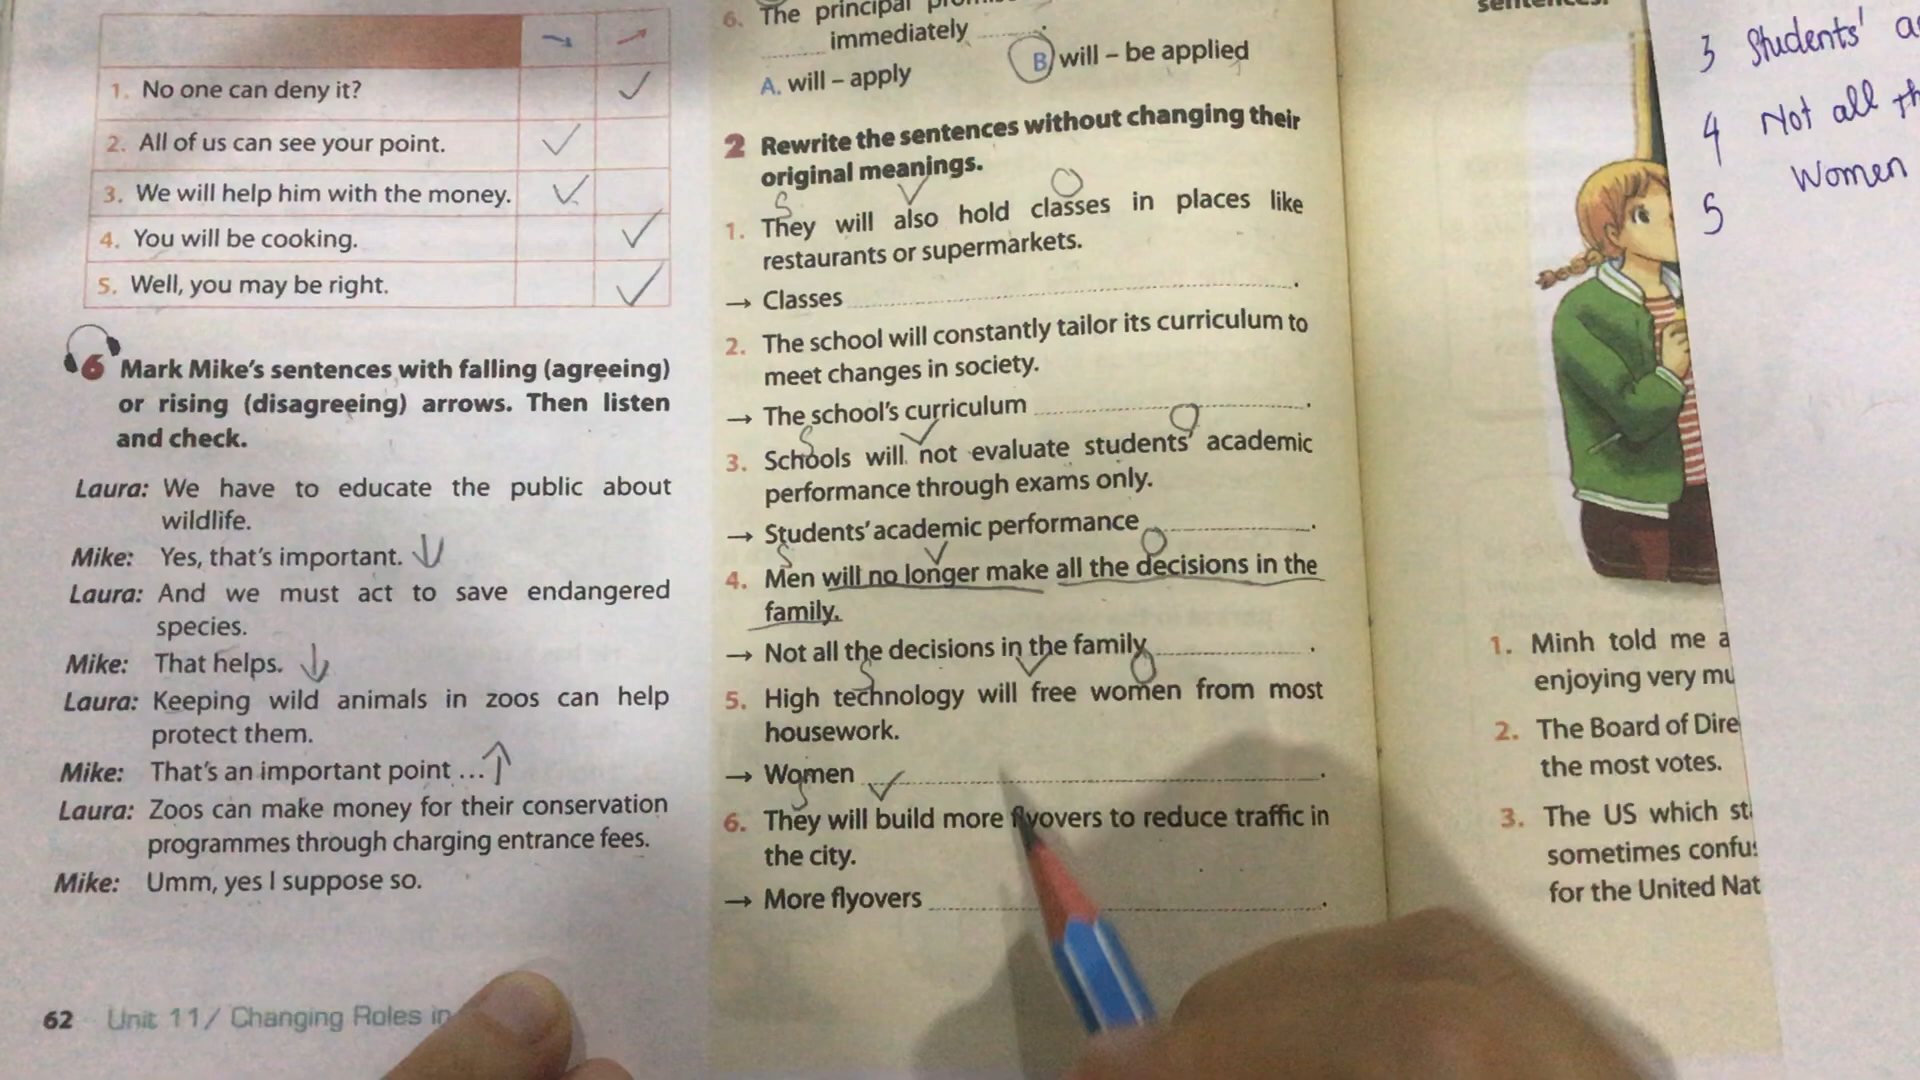 1. No one can deny it?
2. All of us can see your point.
3. We will help him with the money.
4. You will be cooking.
5. Well, you may be right.
6 Mark Mike's sentences with falling (agreeing)
or rising (disagreeing) arrows. Then listen
and check.
Laura: We have to educate the public about
wildlife.
Mike: Yes, that's important.
Laura: And we must act to save endangered
species.
Mike: That helps.
Laura: Keeping wild animals in zoos can help
protect them.
Mike: That's an important point ...
Laura: Zoos can make money for their conservation
programmes through charging entrance fees.
Mike: Umm, yes I suppose so.
62 Unit 11/ Changing Roles in
6. The principal
immediately
A. will – apply B will – be applied
2 Rewrite the sentences without changing their
original meanings.
S V O
1. They will also hold classes in places like
restaurants or supermarkets.
→ Classes
2. The school will constantly tailor its curriculum to
meet changes in society.
→ The school's curriculum
S V O
3. Schools will not evaluate students' academic
performance through exams only.
→ Students' academic performance
S V O
4. Men will no longer make all the decisions in the
family.
→ Not all the decisions in the family
S V O
5. High technology will free women from most
housework.
→ Women
S V
6. They will build more flyovers to reduce traffic in
the city.
→ More flyovers
sentences.
3 Students'
4 Not all
5 Women
1. Minh told me a
enjoying very mu
2. The Board of Dire
the most votes.
3. The US which
sometimes
for the United Nat